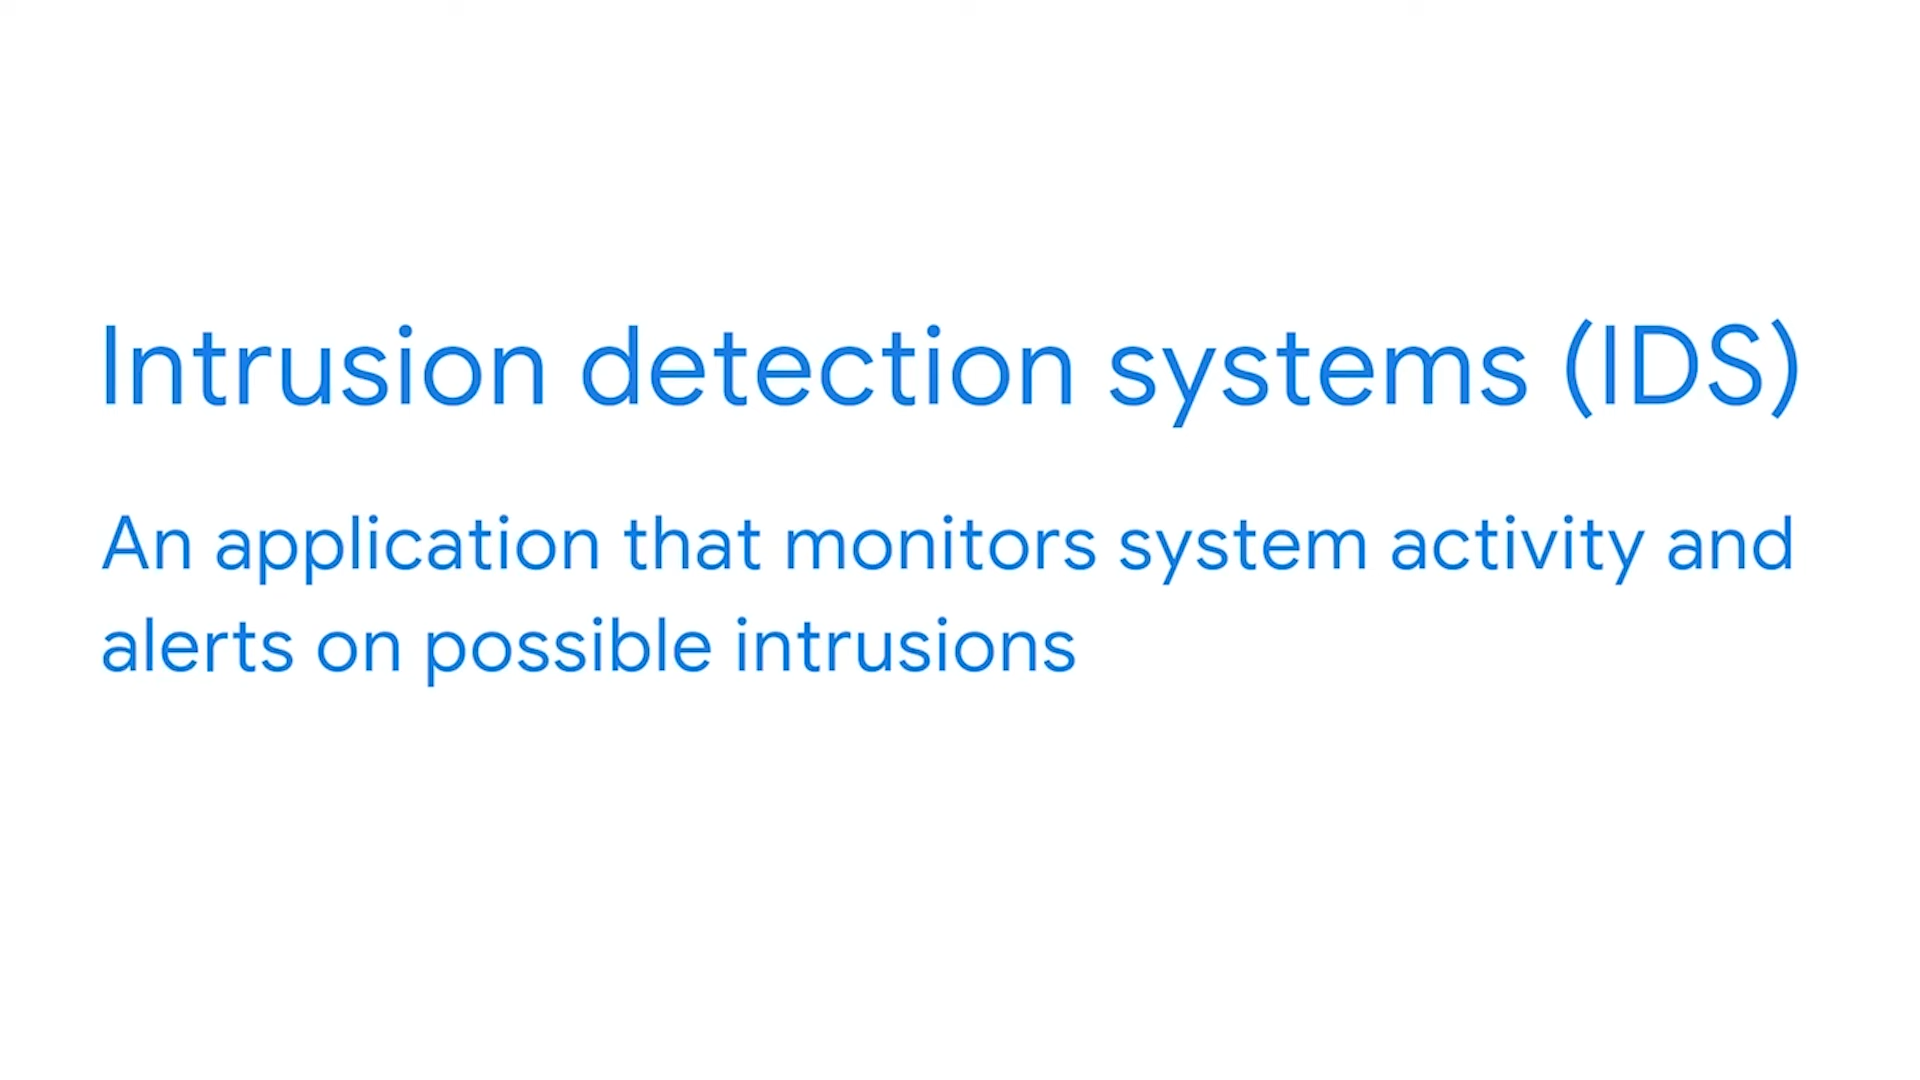 Intrusion detection systems (IDS)
An application that monitors system activity and
alerts on possible intrusions